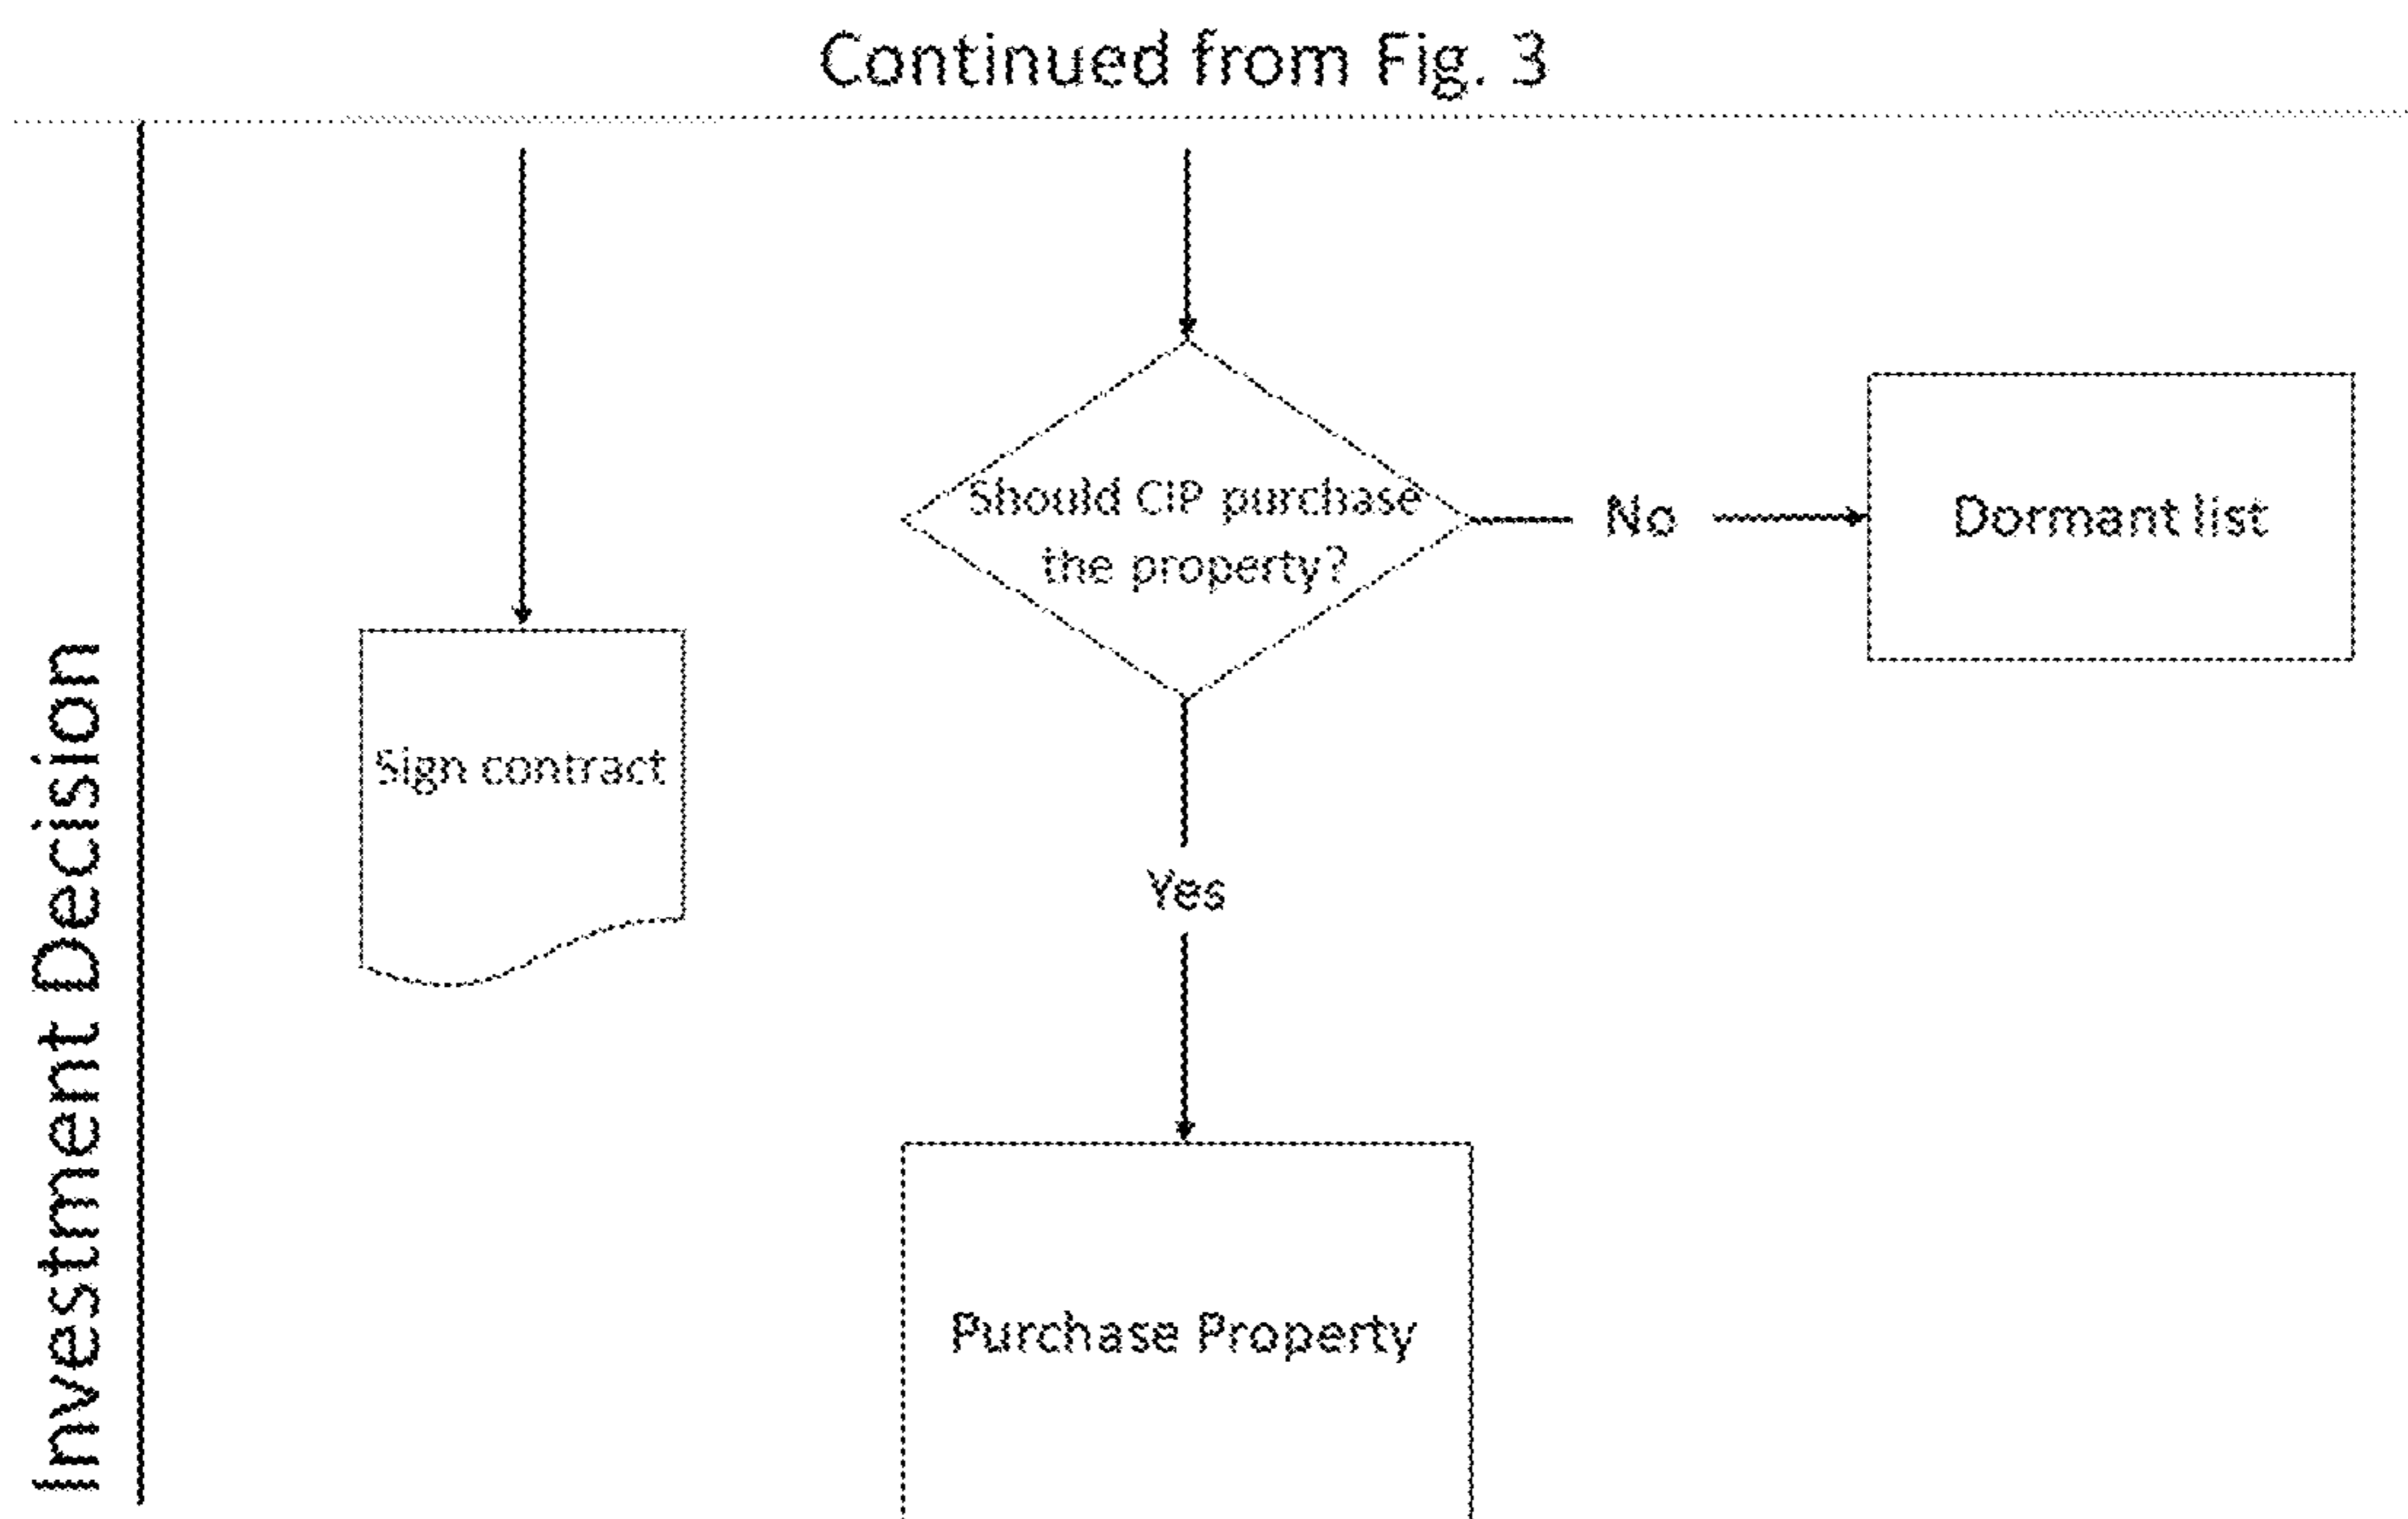 Continued from Fig. 3
Should CIP purchase
the property?
No
Dormant list
Sign contract
Yes
Purchase Property
Investment Decision